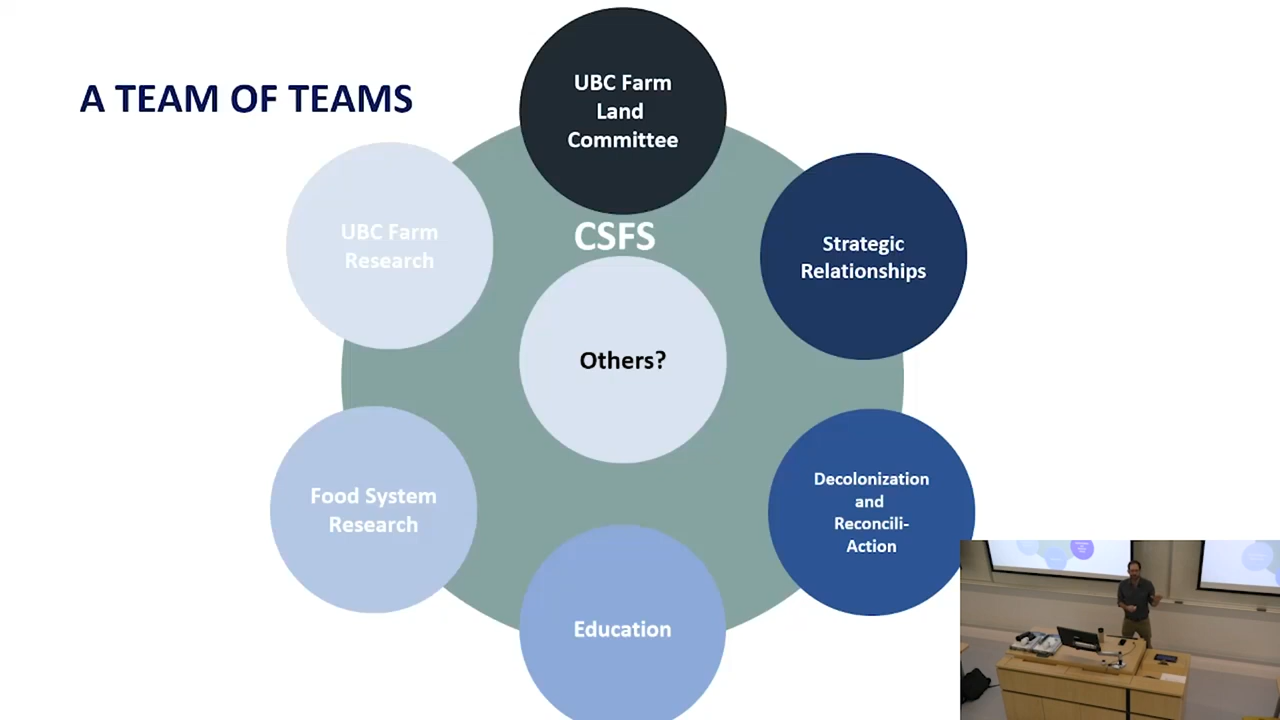 A TEAM OF TEAMS
UBC Farm
Land
Committee
UBC Farm
Research
CSFS
Strategic
Relationships
Others?
Food System
Research
Decolonization
and
Reconcili-
Action
Education